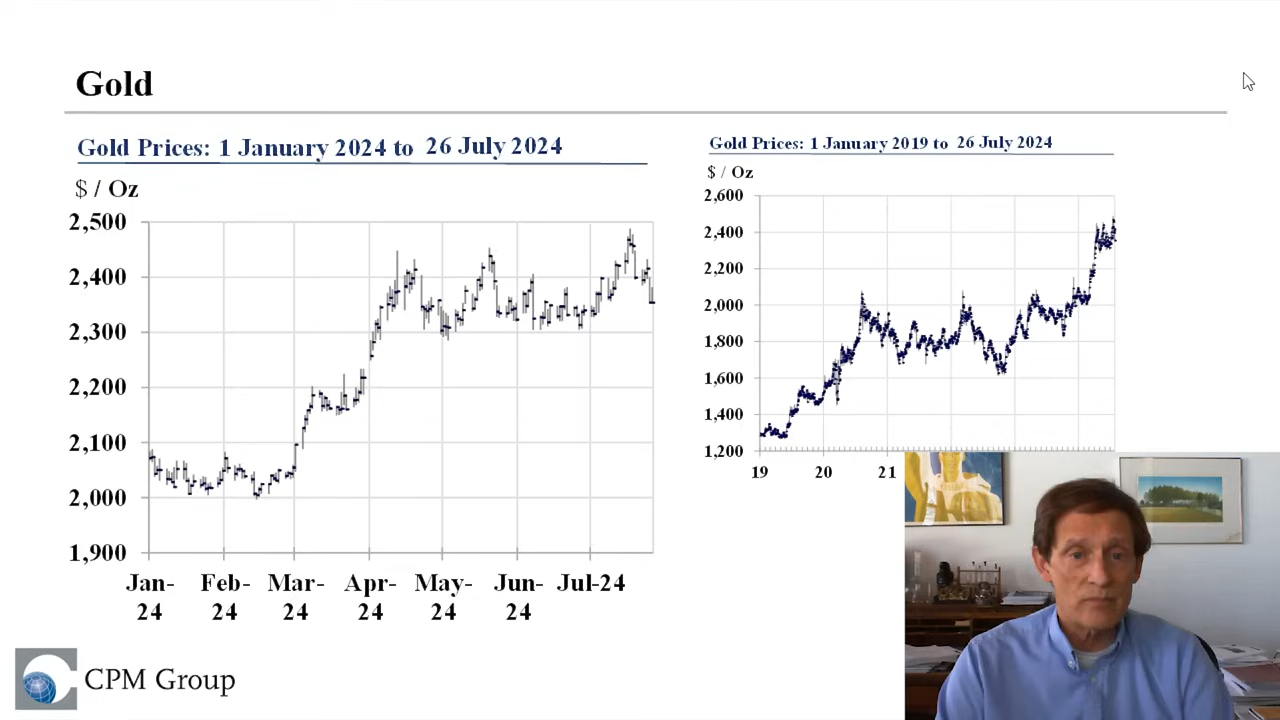 Gold
Gold Prices: 1 January 2024 to 26 July 2024
$ / Oz
2,500
2,400
2,300
2,200
2,100
2,000
1,900
Jan-24 Feb-24 Mar-24 Apr-24 May-24 Jun-24 Jul-24
Gold Prices: 1 January 2019 to 26 July 2024
$ / Oz
2,600
2,400
2,200
2,000
1,800
1,600
1,400
1,200
19 20 21
CPM Group